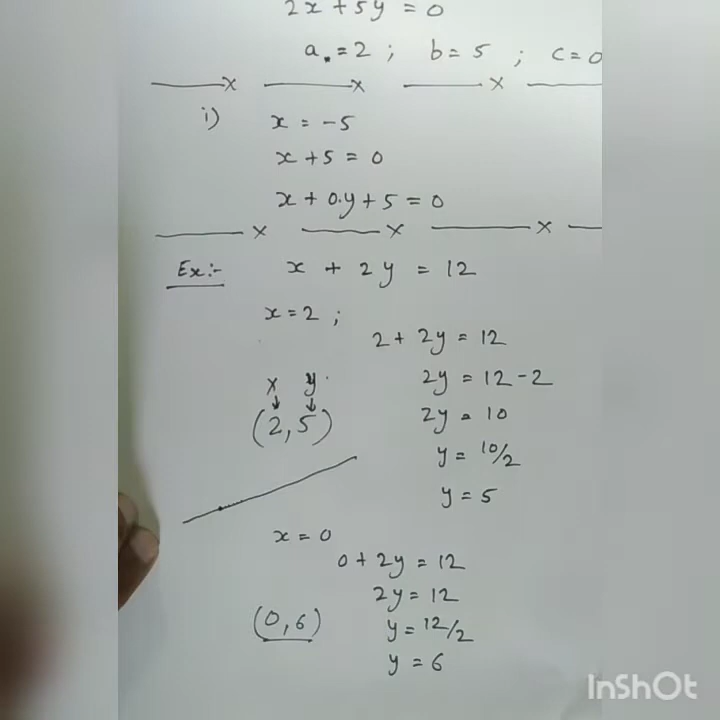 2x + 5y = 0
a = 2 ; b = 5 ; c = 0
i) x = -5
x + 5 = 0
x + 0.y + 5 = 0
Ex:- x + 2y = 12
x = 2 ;
2 + 2y = 12
2y = 12 - 2
2y = 10
y = 10/2
y = 5
x y
(2, 5)
x = 0
0 + 2y = 12
2y = 12
y = 12/2
y = 6
(0, 6)
InShOt